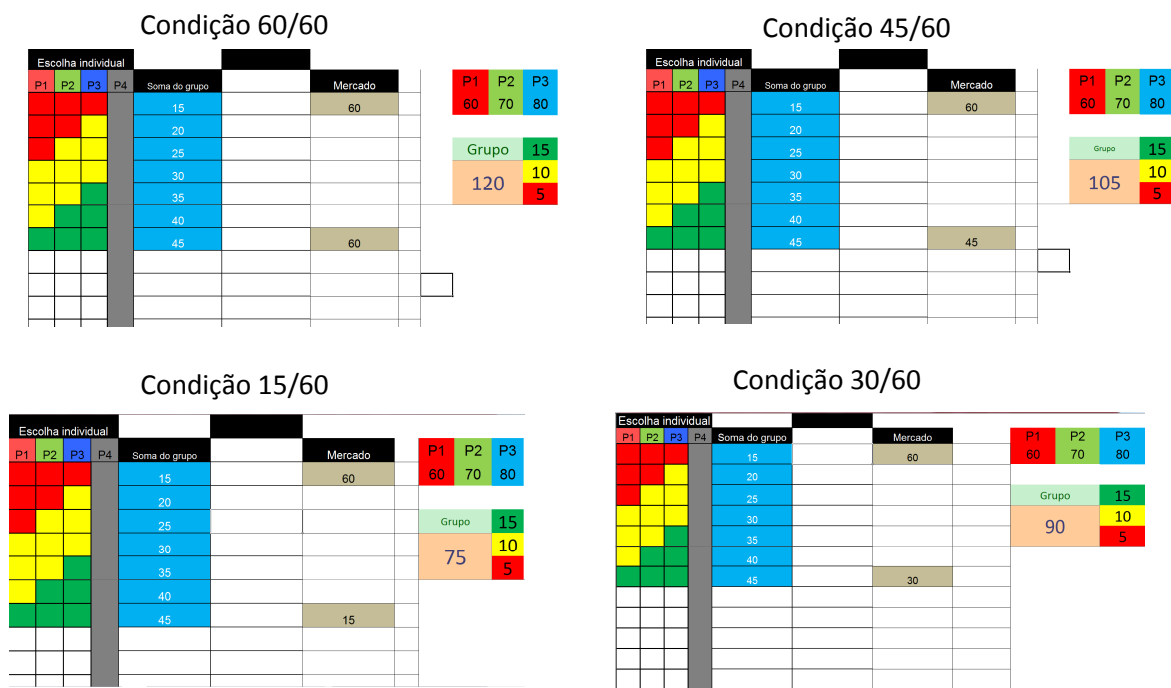 Condição 60/60
Escolha individual
P1 P2 P3 P4 Soma do grupo Mercado
15 60
20
25
30
35
40
45 60
P1 P2 P3
60 70 80
Grupo 15
120 10
5
Condição 45/60
Escolha individual
P1 P2 P3 P4 Soma do grupo Mercado
15 60
20
25
30
35
40
45 45
P1 P2 P3
60 70 80
Grupo 15
105 10
5
Condição 15/60
Escolha individual
P1 P2 P3 P4 Soma do grupo Mercado
15 60
20
25
30
35
40
45 15
P1 P2 P3
60 70 80
Grupo 15
75 10
5
Condição 30/60
Escolha individual
P1 P2 P3 P4 Soma do grupo Mercado
15 60
20
25
30
35
40
45 30
P1 P2 P3
60 70 80
Grupo 15
90 10
5